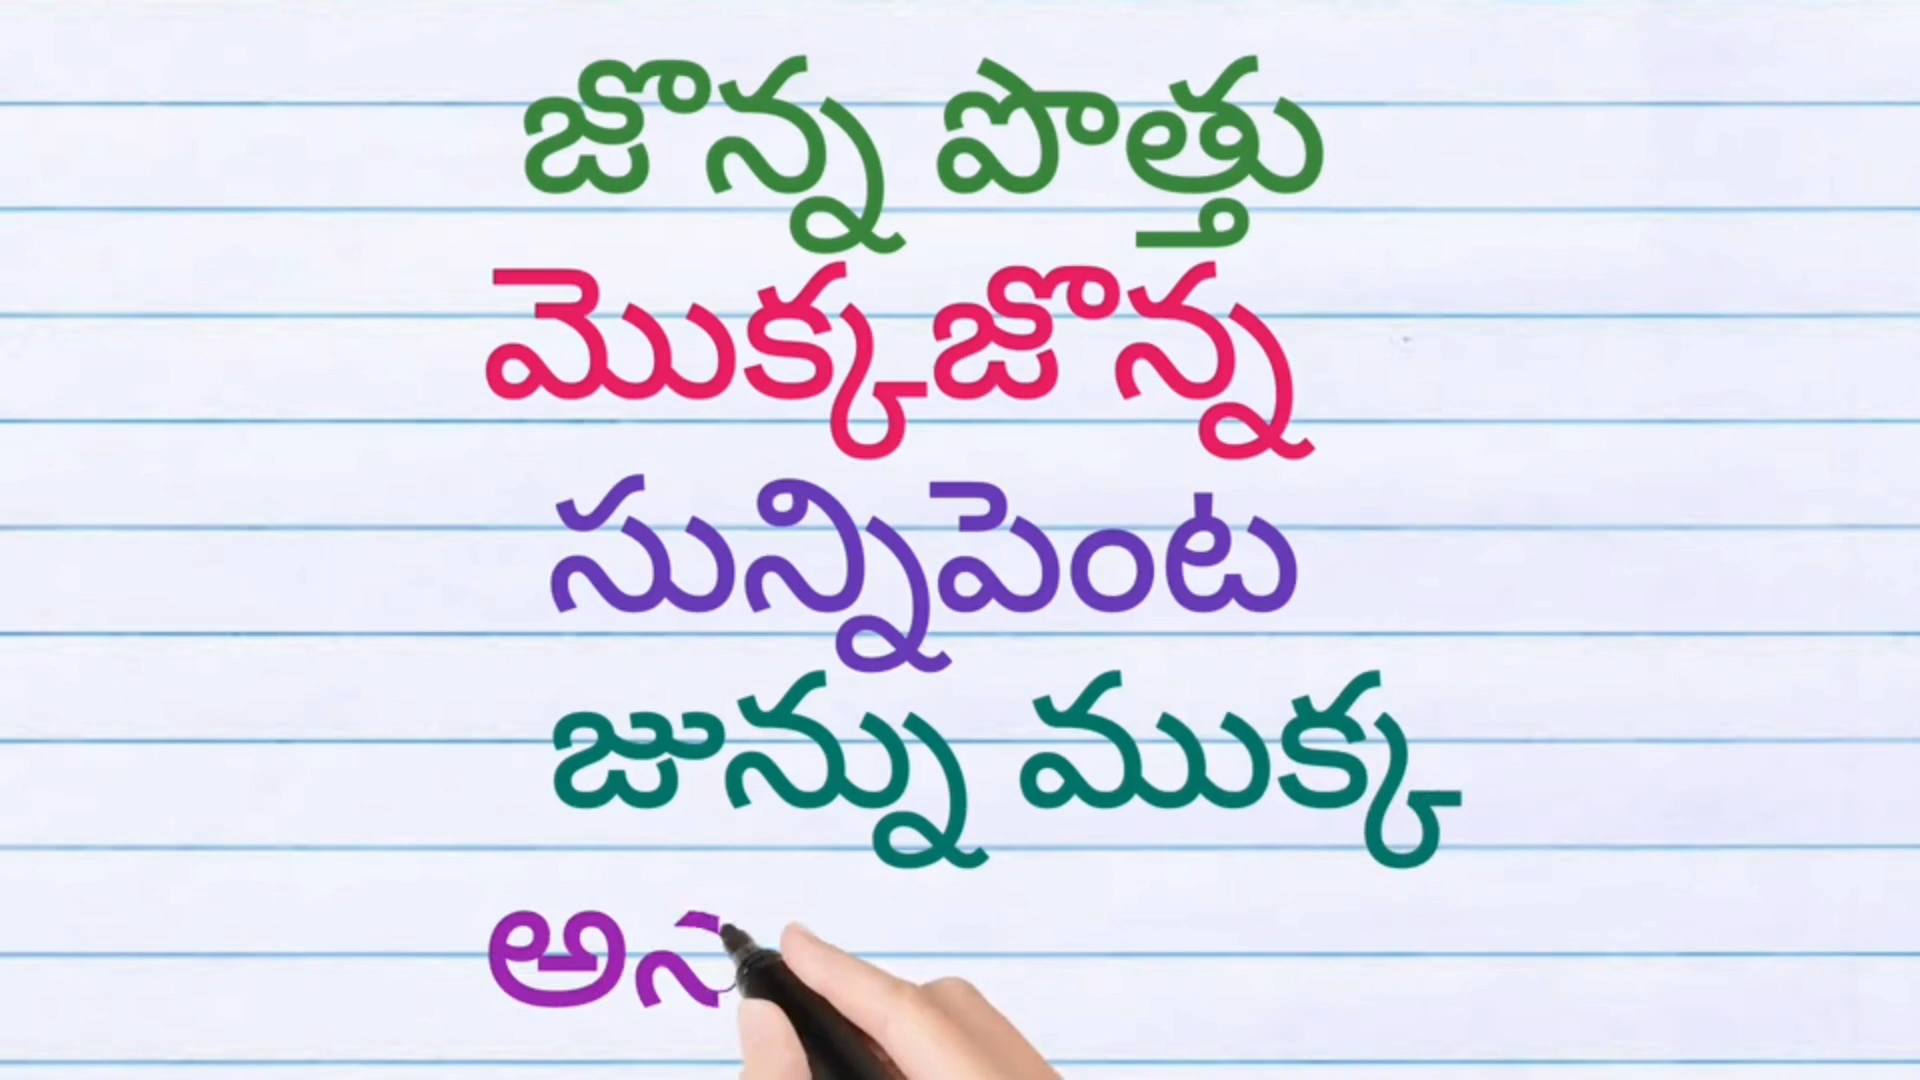 జొన్న పొత్తు
మొక్కజొన్న
సున్నిపెంట
జున్ను ముక్క